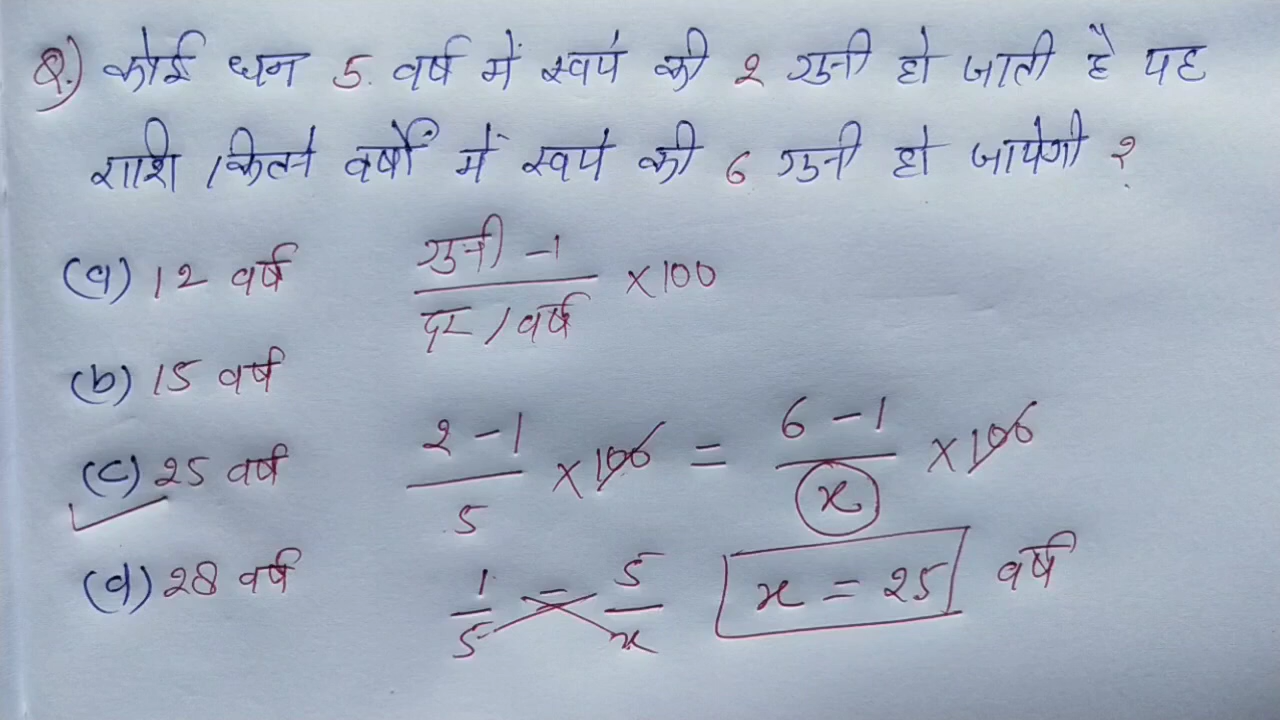 Q.) कोई धन 5. वर्ष में स्वयं की 2 गुनी हो जाती है यह
राशि कितने वर्षों में स्वयं की 6 गुनी हो जायेगी ?
(a) 12 वर्ष
गुनी - 1 / दर / वर्ष × 100
(b) 15 वर्ष
(c) 25 वर्ष
2 - 1 / 5 × 100 = 6 - 1 / x × 100
(d) 28 वर्ष
1/5 = 5/x
x = 25 वर्ष